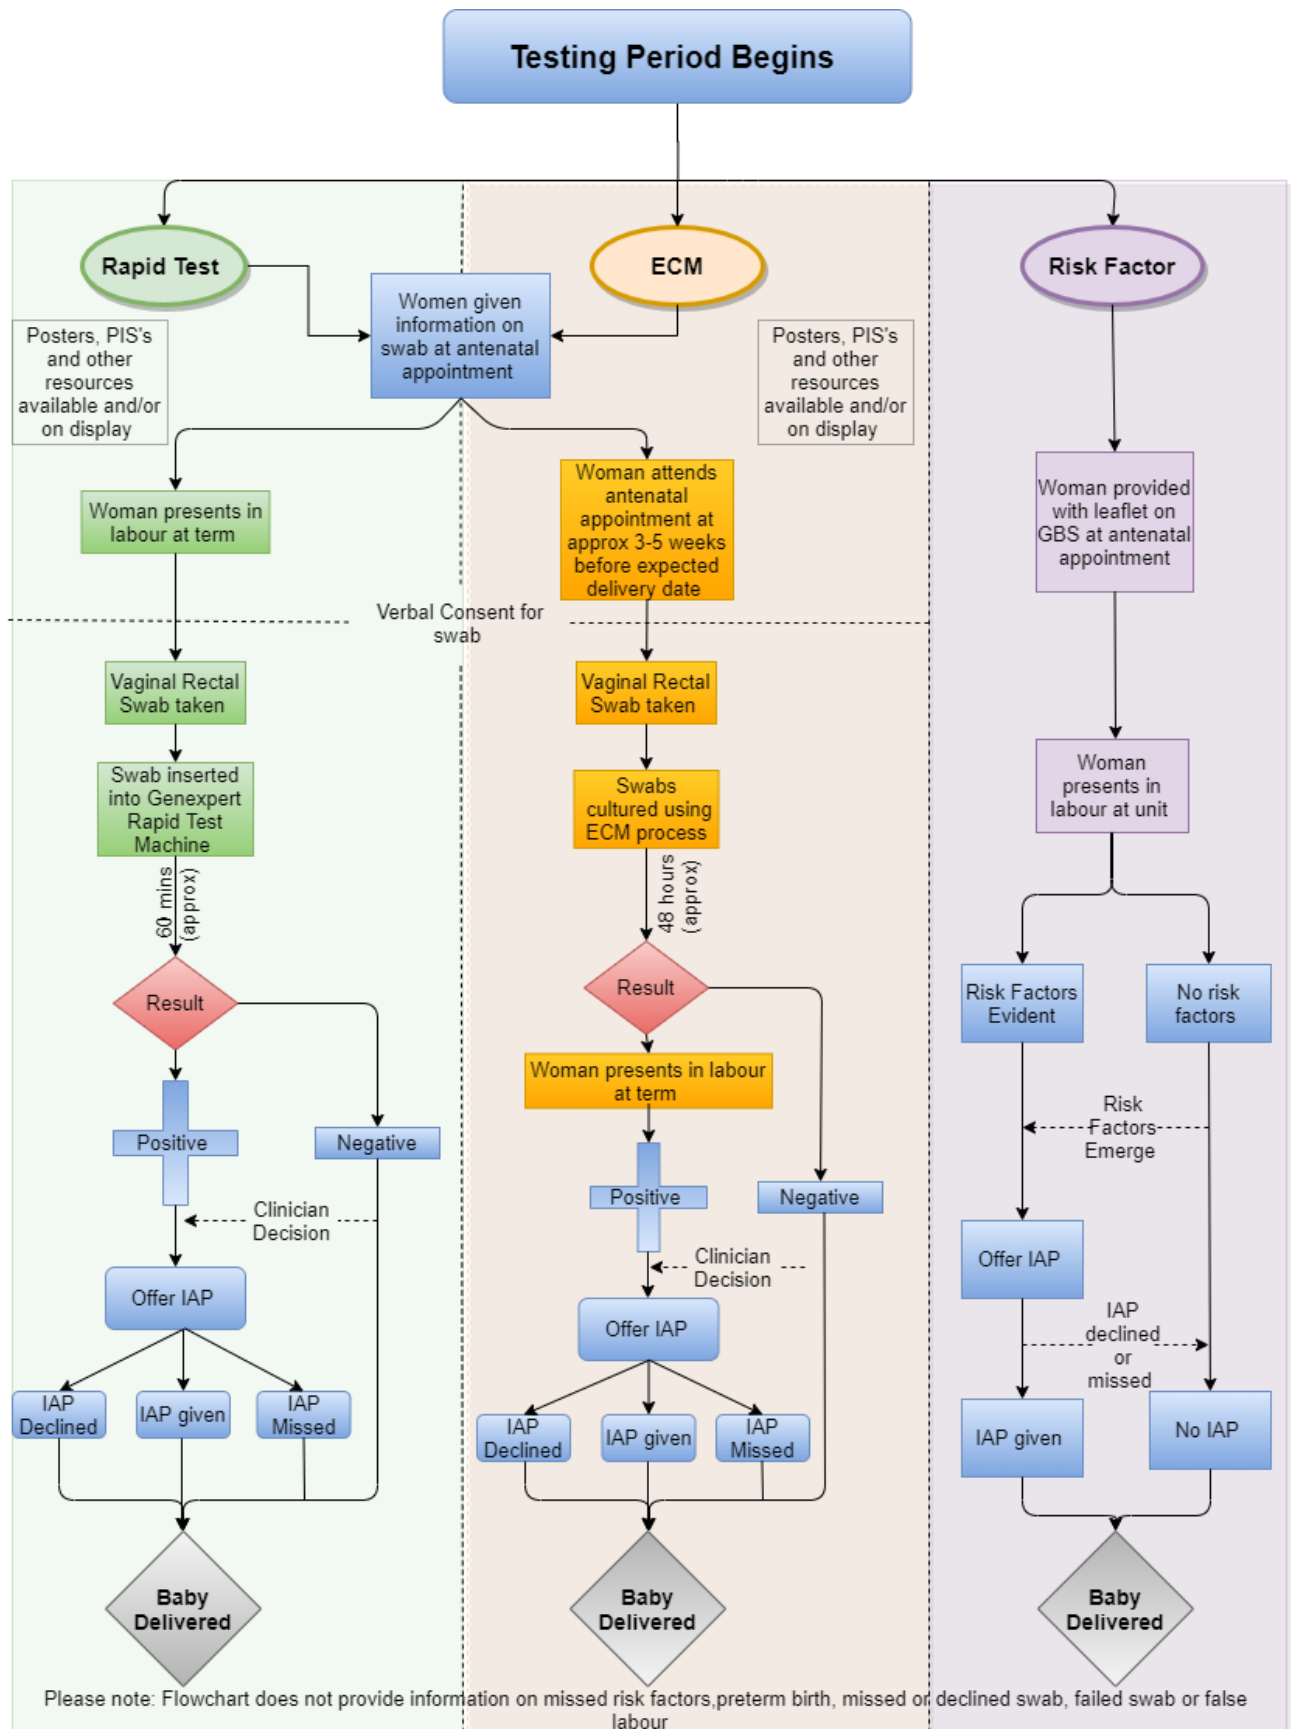 Testing Period Begins
Rapid Test
ECM
Risk Factor
Women given
information on
swab at antenatal
appointment
Posters, PIS's
and other
resources
available and/or
on display
Posters, PIS's
and other
resources
available and/or
on display
Woman presents in
labour at term
Woman attends
antenatal
appointment at
approx 3-5 weeks
before expected
delivery date
Woman provided
with leaflet on
GBS at antenatal
appointment
Verbal Consent for
swab
Vaginal Rectal
Swab taken
Vaginal Rectal
Swab taken
Woman
presents in
labour at unit
Swab inserted
into Genexpert
Rapid Test
Machine
Swabs
cultured using
ECM process
60 mins
(approx)
48 hours
(approx)
Result
Result
Risk Factors
Evident
No risk
factors
Woman presents in labour
at term
Positive
Negative
Positive
Negative
Risk
Factors
Emerge
Clinician
Decision
Clinician
Decision
Offer IAP
Offer IAP
Offer IAP
IAP
declined
or
missed
IAP
Declined
IAP given
IAP
Missed
IAP
Declined
IAP given
IAP
Missed
IAP given
No IAP
Baby
Delivered
Baby
Delivered
Baby
Delivered
Please note: Flowchart does not provide information on missed risk factors,preterm birth, missed or declined swab, failed swab or false
labour